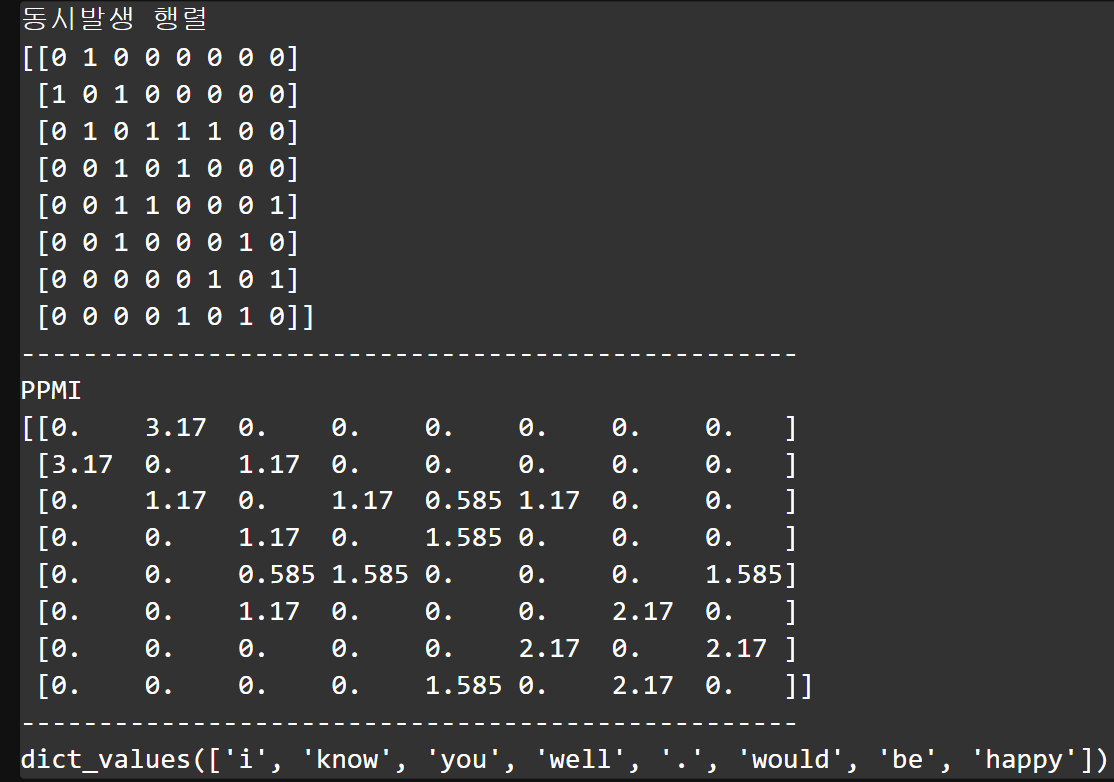 동시발생 행렬
[[0 1 0 0 0 0 0 0]
 [1 0 1 0 0 0 0 0]
 [0 1 0 1 1 1 0 0]
 [0 0 1 0 1 0 0 0]
 [0 0 1 1 0 0 0 1]
 [0 0 1 0 0 0 1 0]
 [0 0 0 0 0 1 0 1]
 [0 0 0 0 1 0 1 0]]
--------------------------------------------------
PPMI
[[0.    3.17  0.    0.    0.    0.    0.    0.   ]
 [3.17  0.    1.17  0.    0.    0.    0.    0.   ]
 [0.    1.17  0.    1.17  0.585 1.17  0.    0.   ]
 [0.    0.    1.17  0.    1.585 0.    0.    0.   ]
 [0.    0.    0.585 1.585 0.    0.    0.    1.585]
 [0.    0.    1.17  0.    0.    0.    2.17  0.   ]
 [0.    0.    0.    0.    0.    2.17  0.    2.17 ]
 [0.    0.    0.    0.    1.585 0.    2.17  0.   ]]
--------------------------------------------------
dict_values(['i', 'know', 'you', 'well', '.', 'would', 'be', 'happy'])